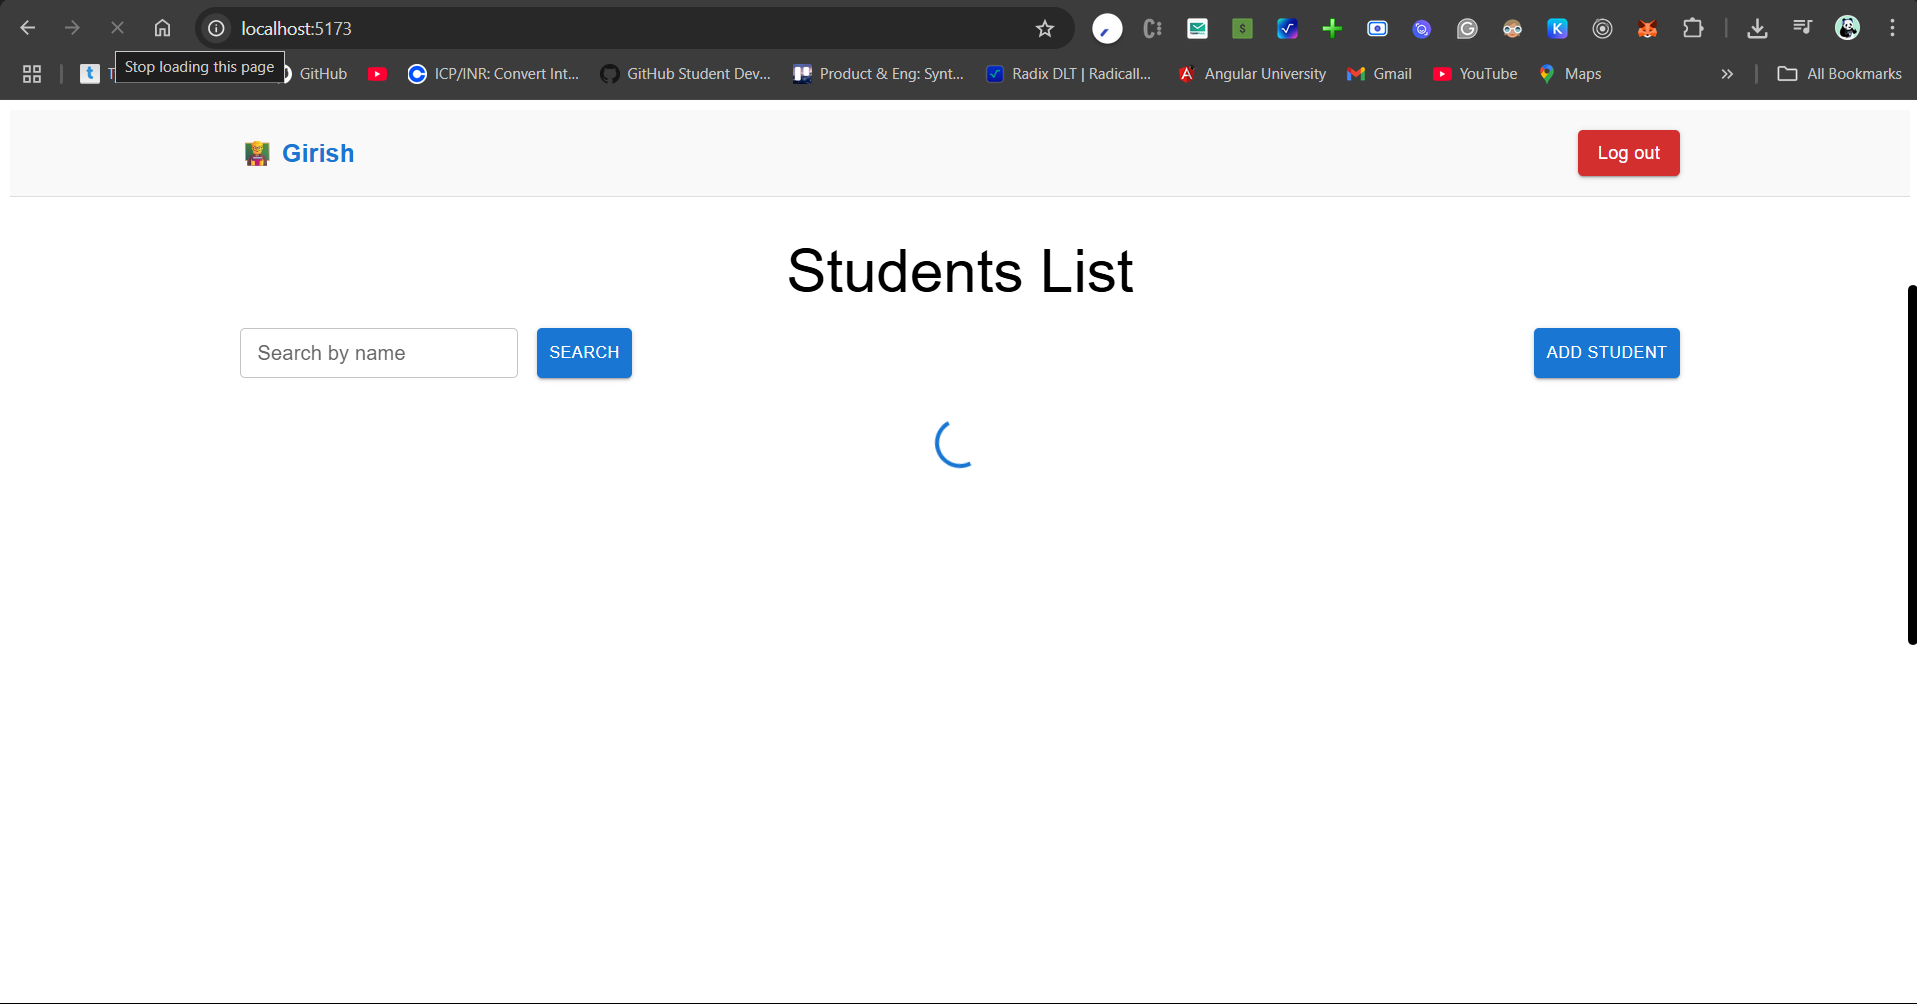 localhost:5173
Stop loading this page
GitHub
ICP/INR: Convert Int...
GitHub Student Dev...
Product & Eng: Synt...
Radix DLT | Radicall...
Angular University
Gmail
YouTube
Maps
All Bookmarks
Girish
Log out
Students List
Search by name
SEARCH
ADD STUDENT